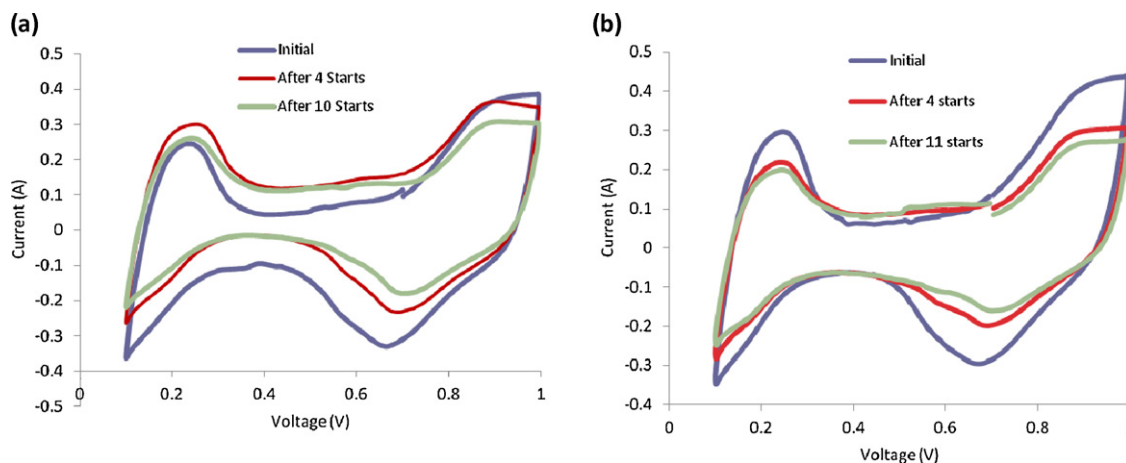 (a)
Initial
After 4 Starts
After 10 Starts
0.5
0.4
0.3
0.2
0.1
0
-0.1
-0.2
-0.3
-0.4
-0.5
Current (A)
0 0.2 0.4 0.6 0.8 1
Voltage (V)
(b)
Initial
After 4 starts
After 11 starts
0.5
0.4
0.3
0.2
0.1
0
-0.1
-0.2
-0.3
-0.4
Current (A)
0 0.2 0.4 0.6 0.8
Voltage (V)